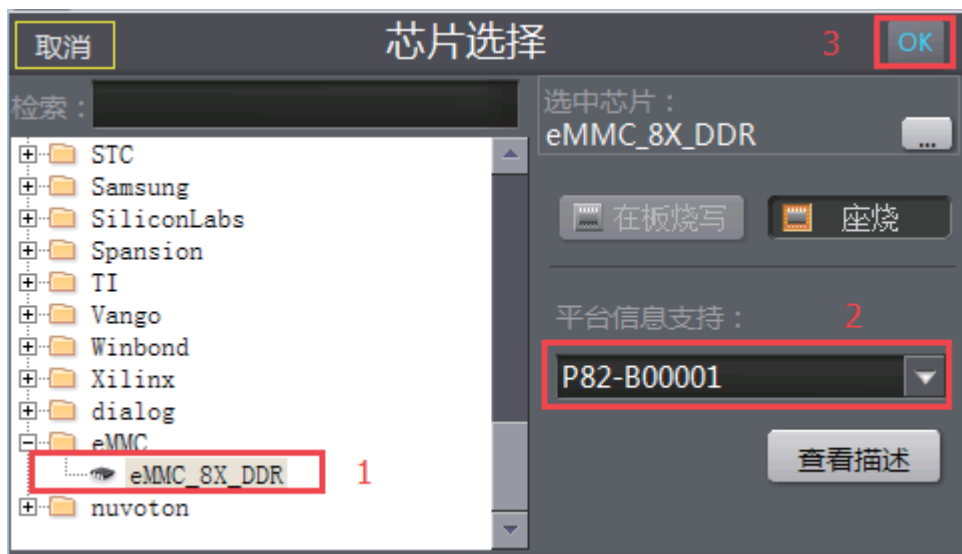 取消
芯片选择
3
OK
检索：
选中芯片：
eMMC_8X_DDR
...
STC
Samsung
SiliconLabs
Spansion
TI
Vango
Winbond
Xilinx
dialog
eMMC
eMMC_8X_DDR
1
nuvoton
在板烧写
座烧
平台信息支持：
2
P82-B00001
查看描述